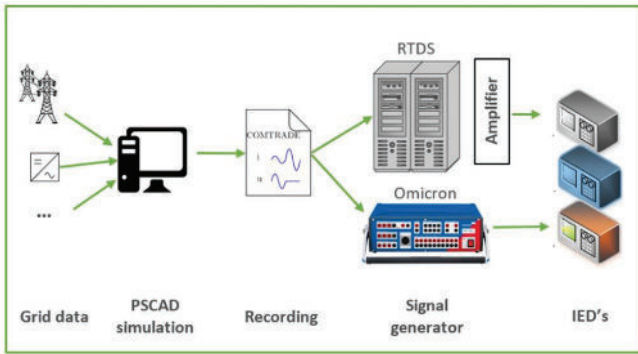 RTDS
Amplifier
COMTRADE
i
u
Omicron
...
Grid data
PSCAD
simulation
Recording
Signal
generator
IED's